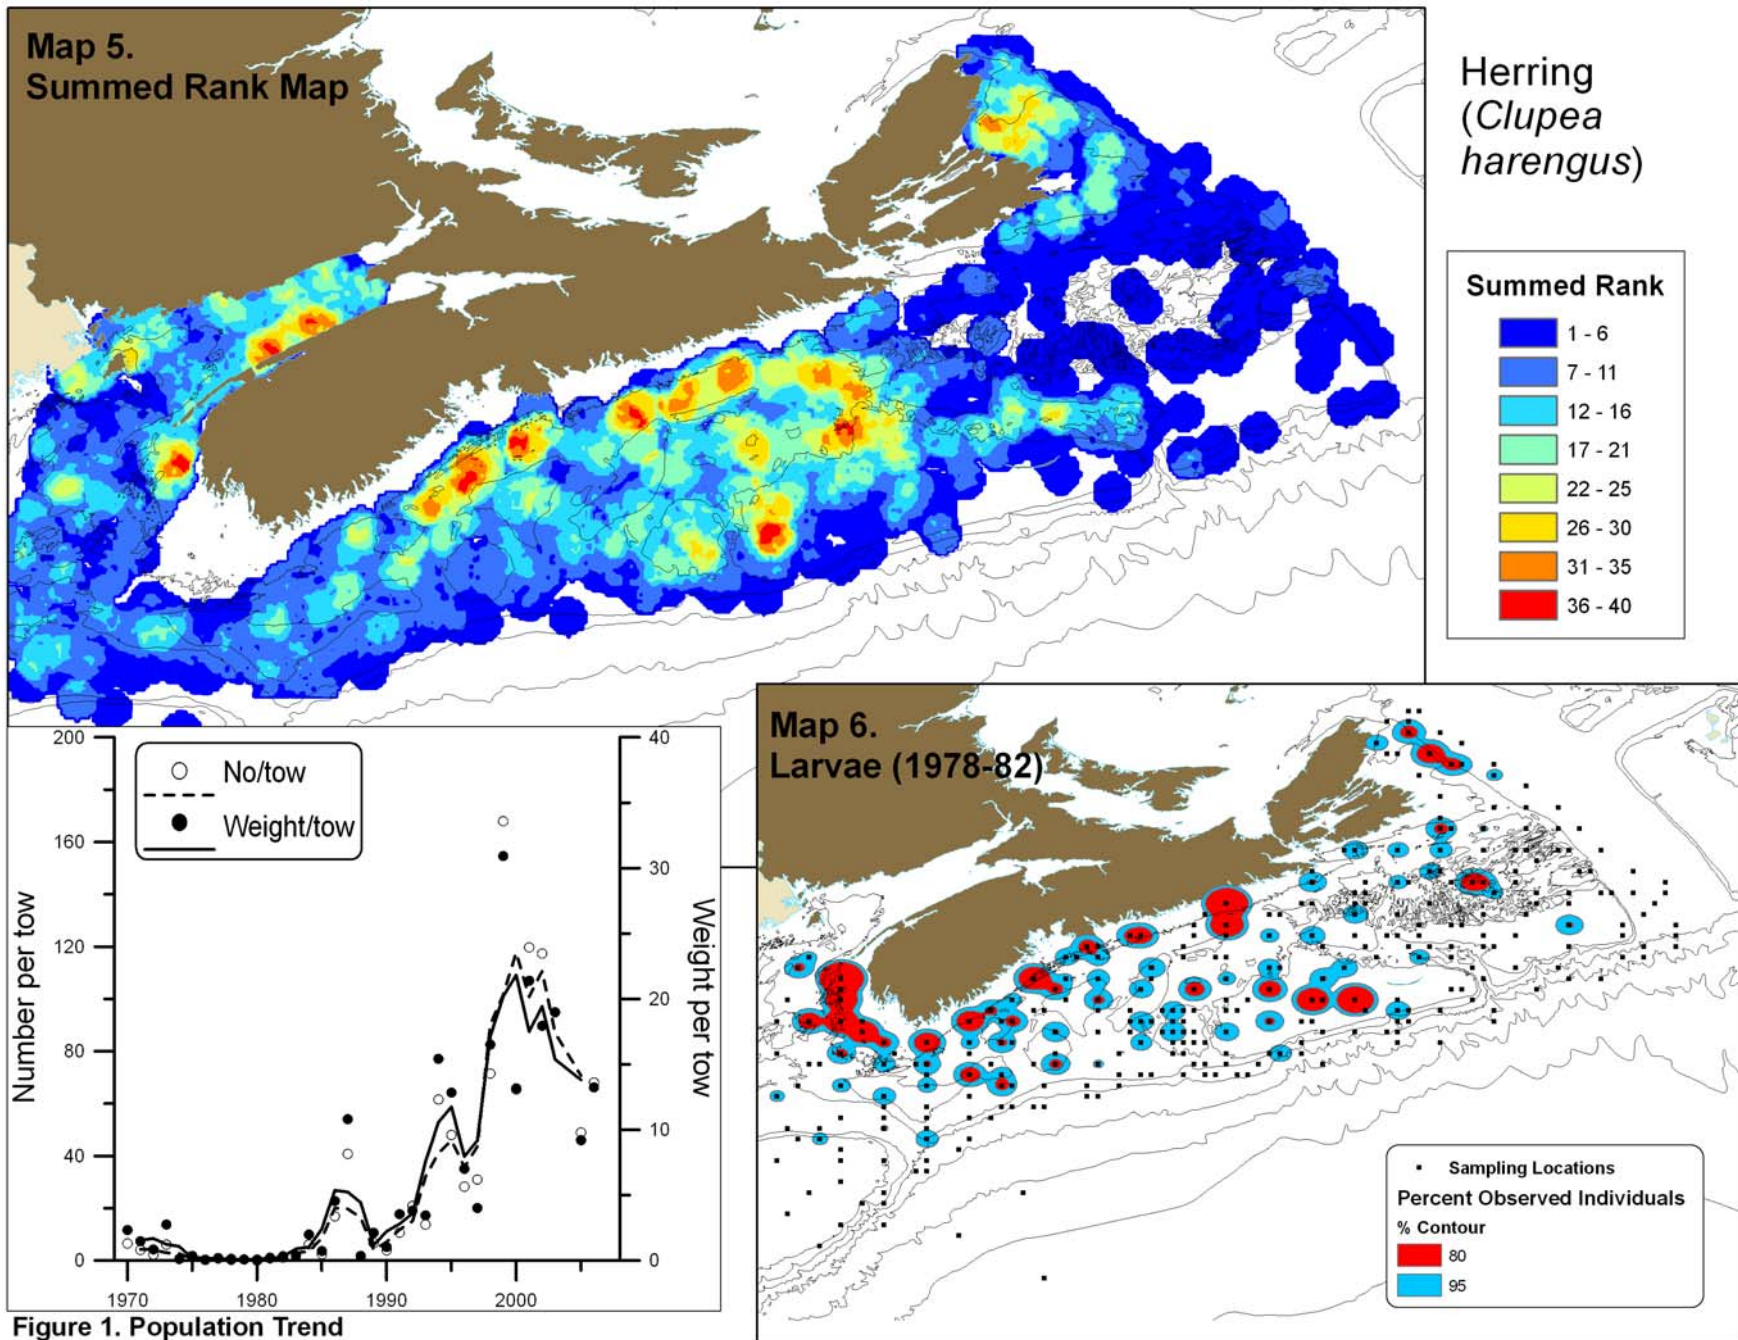 Map 5.
Summed Rank Map
Herring
(Clupea
harengus)
Summed Rank
1 - 6
7 - 11
12 - 16
17 - 21
22 - 25
26 - 30
31 - 35
36 - 40
200
160
120
80
40
0
Number per tow
No/tow
Weight/tow
40
30
20
10
0
Weight per tow
1970
1980
1990
2000
Figure 1. Population Trend
Map 6.
Larvae (1978-82)
Sampling Locations
Percent Observed Individuals
% Contour
80
95